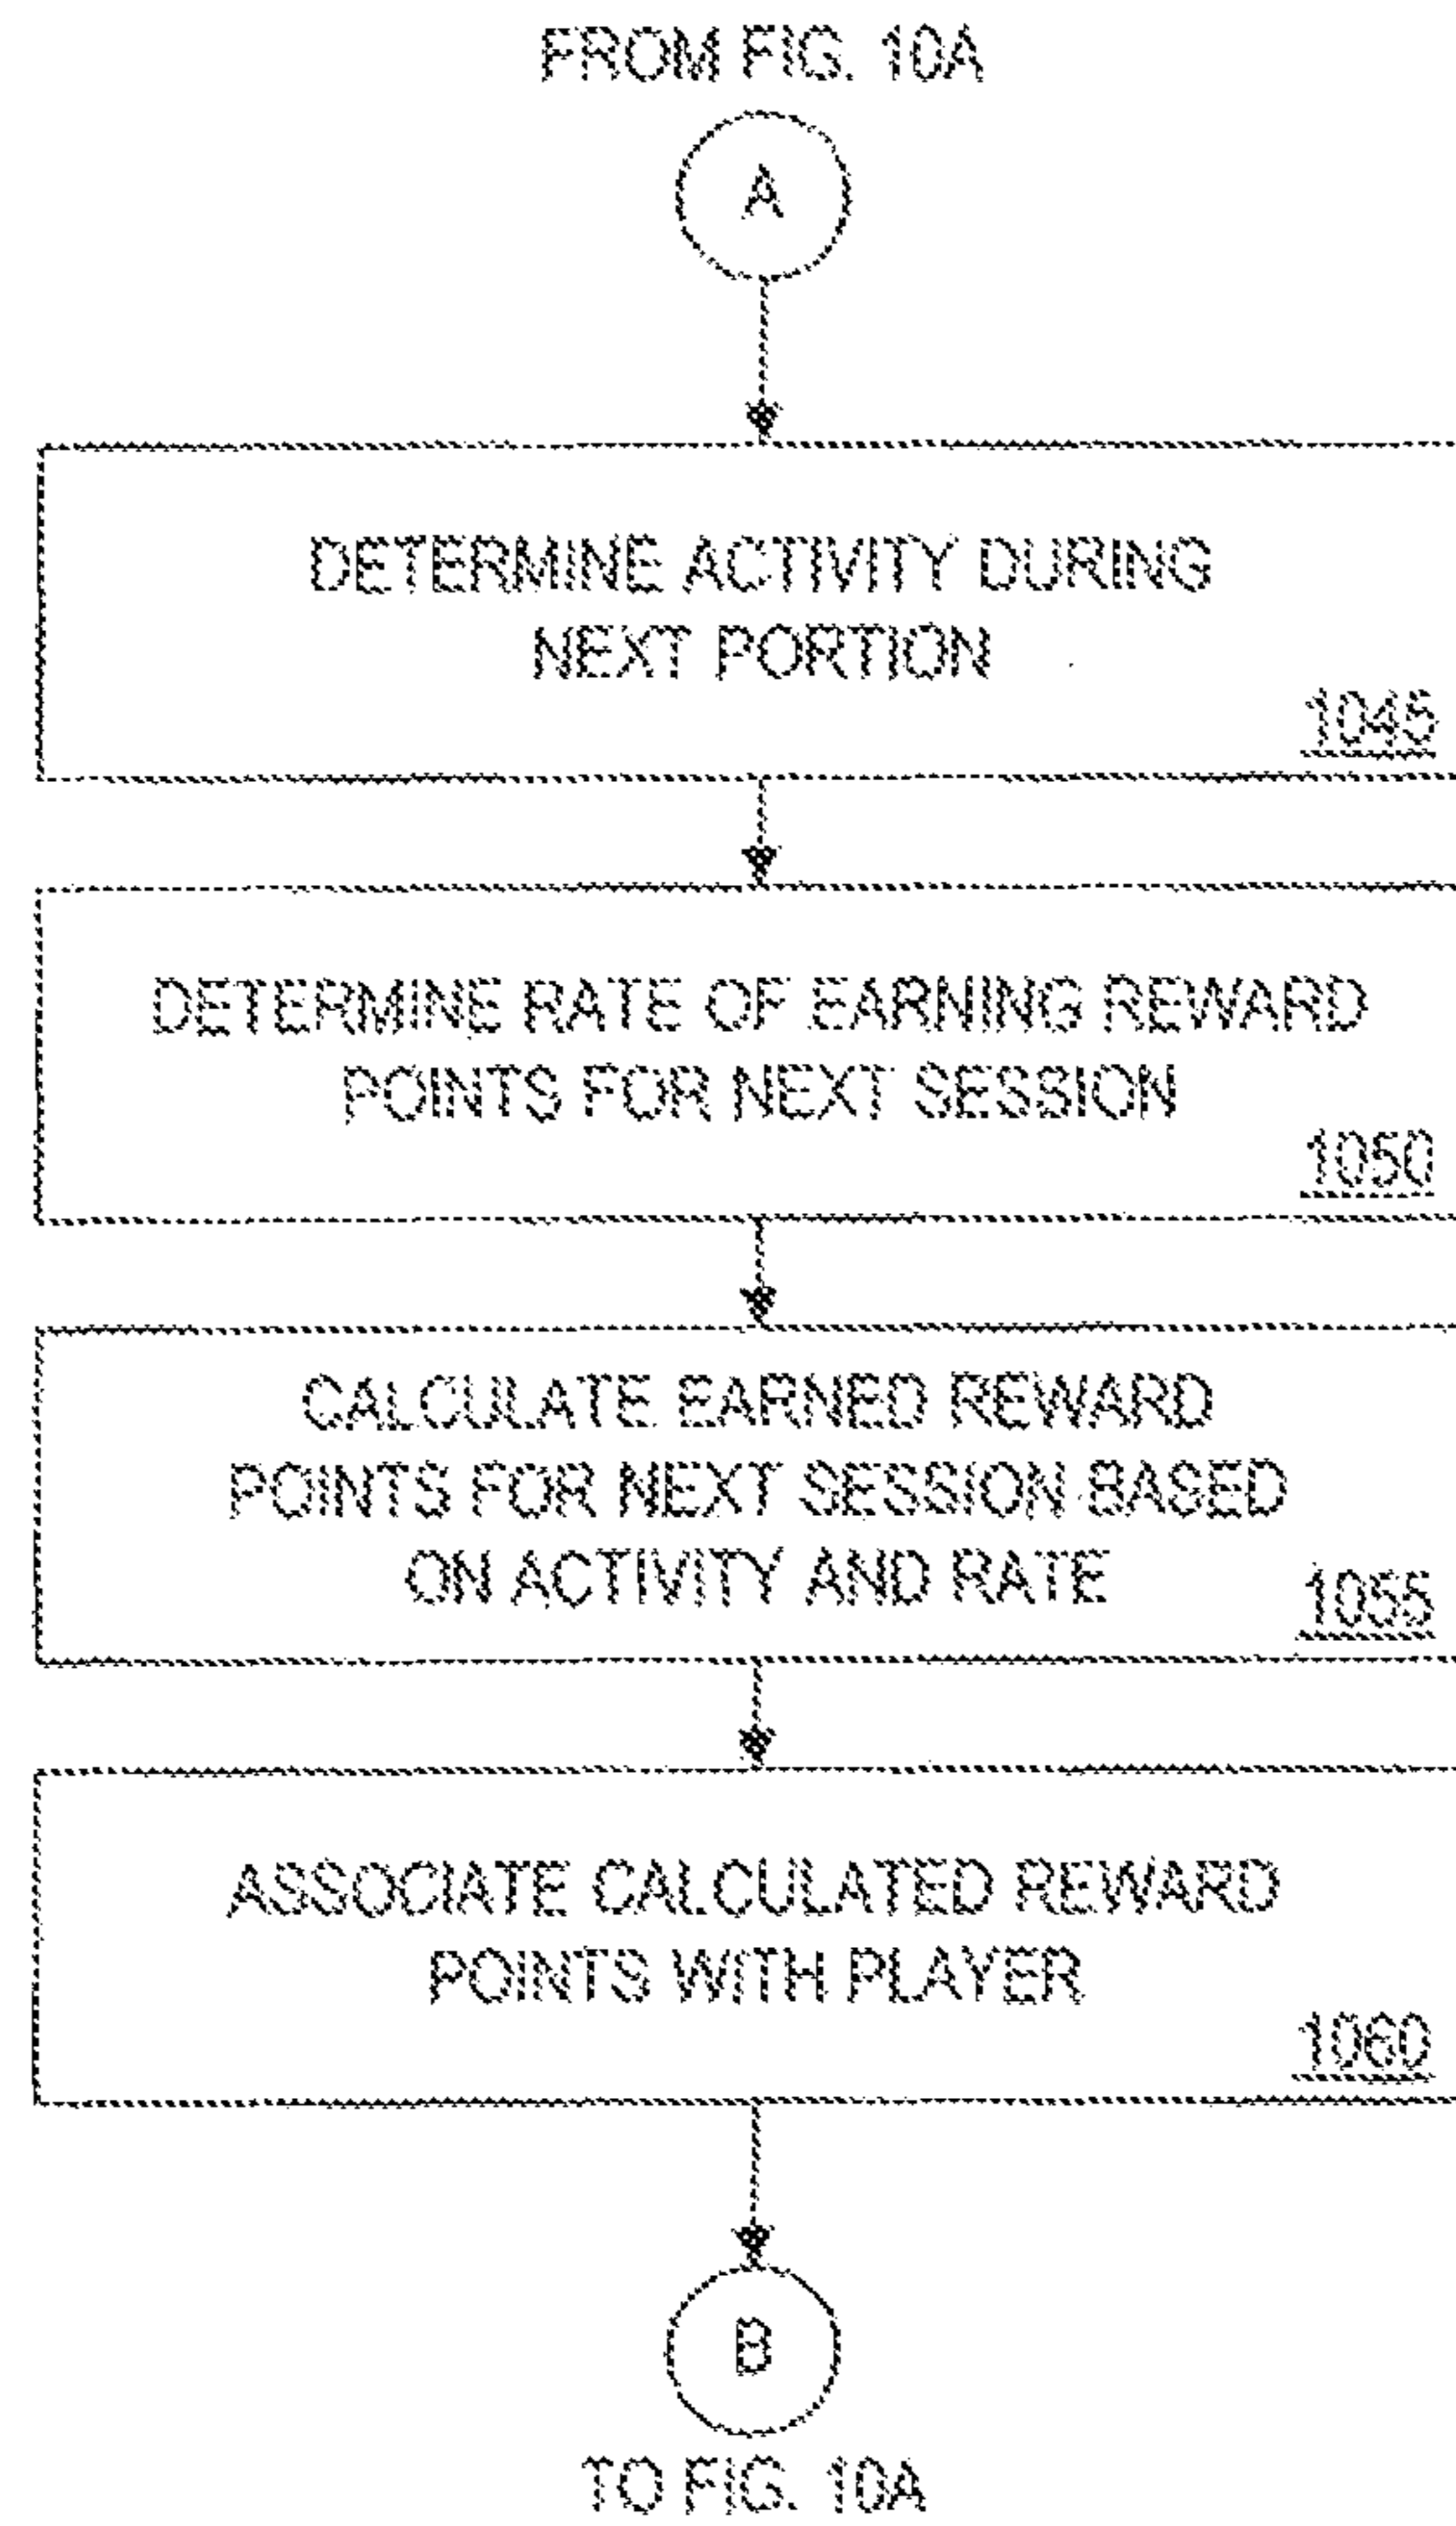 FROM FIG. 10A
A
DETERMINE ACTIVITY DURING
NEXT PORTION
1045
DETERMINE RATE OF EARNING REWARD
POINTS FOR NEXT SESSION
1050
CALCULATE EARNED REWARD
POINTS FOR NEXT SESSION BASED
ON ACTIVITY AND RATE
1055
ASSOCIATE CALCULATED REWARD
POINTS WITH PLAYER
1060
B
TO FIG. 10A